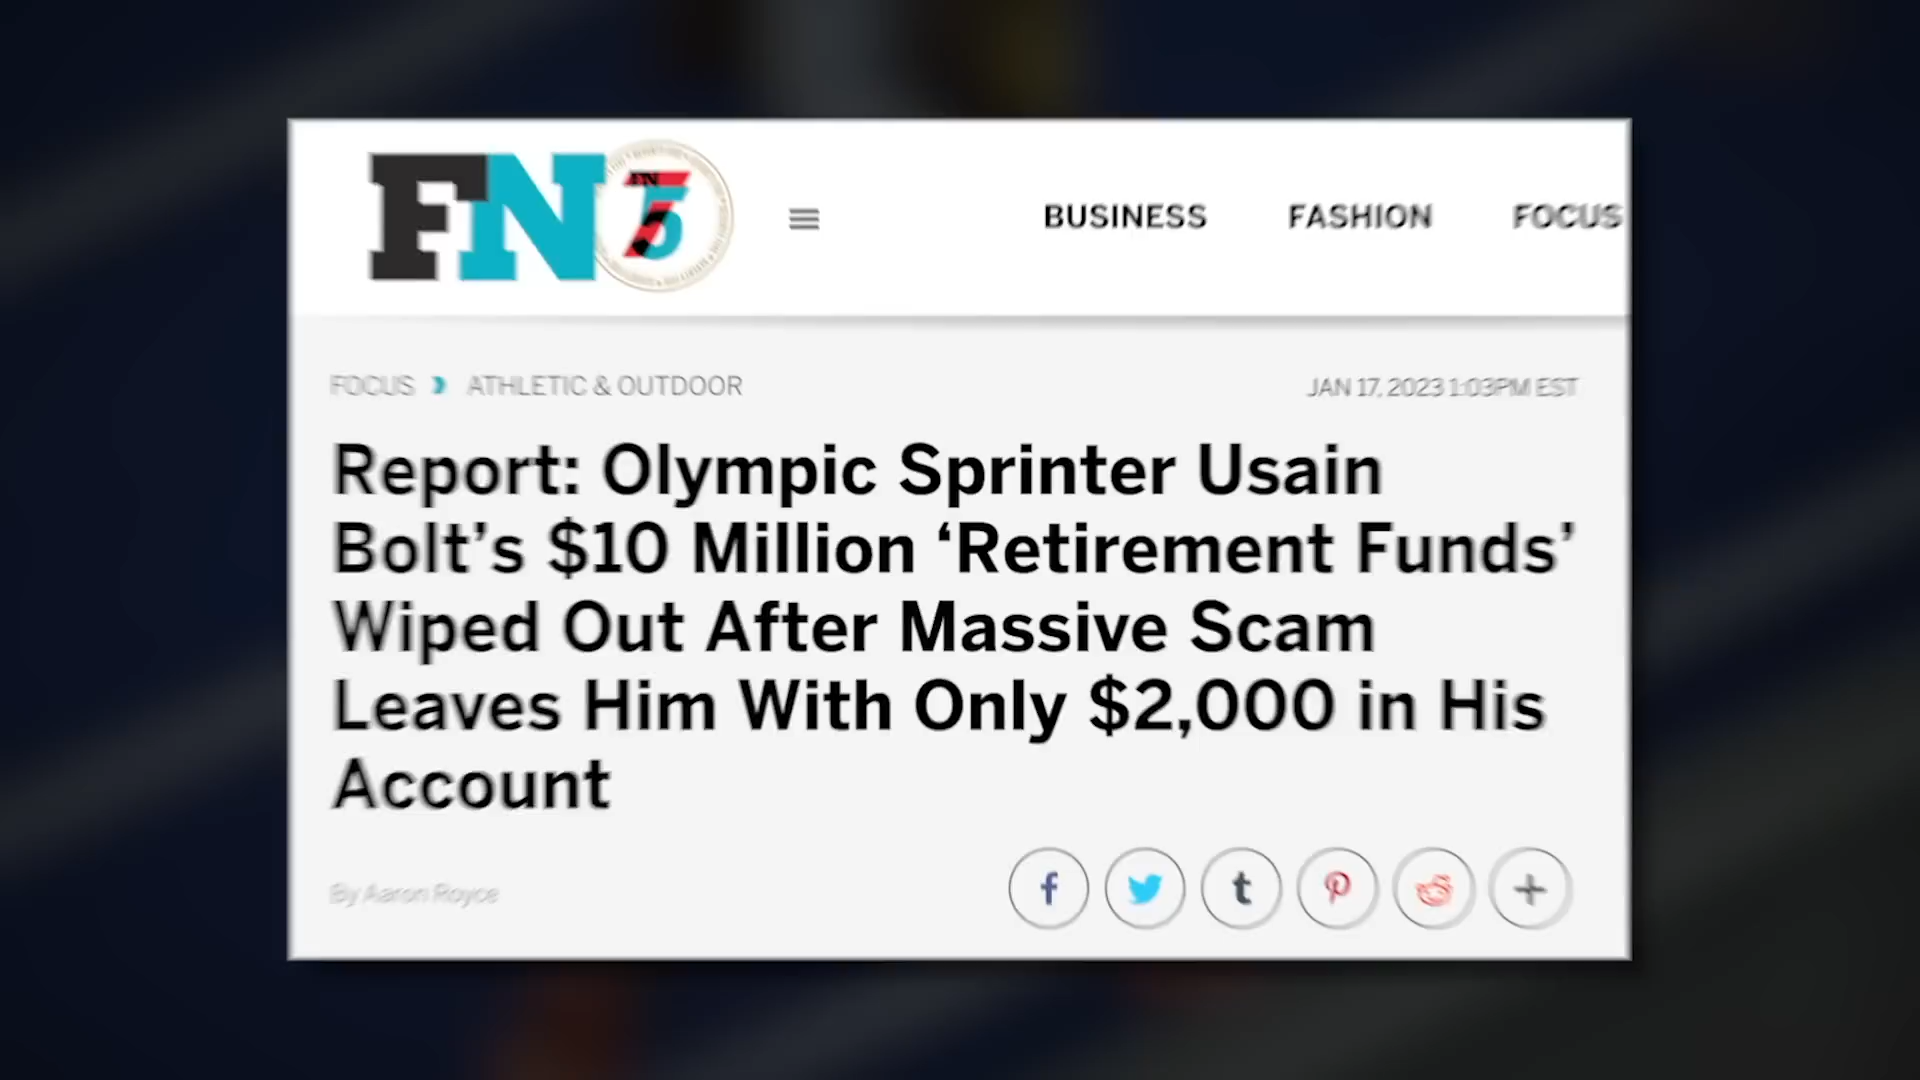 FN FN 75
BUSINESS FASHION FOCUS
FOCUS › ATHLETIC & OUTDOOR JAN 17, 2023 1:03PM EST
Report: Olympic Sprinter Usain
Bolt’s $10 Million ‘Retirement Funds’
Wiped Out After Massive Scam
Leaves Him With Only $2,000 in His
Account
By Aaron Royce